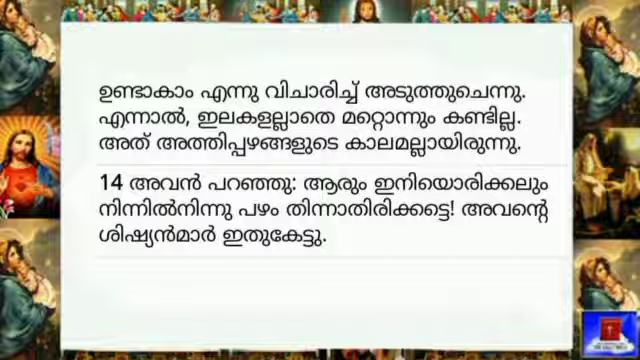 ഉണ്ടാകാം എന്നു വിചാരിച്ച് അടുത്തുചെന്നു.
എന്നാൽ, ഇലകളല്ലാതെ മറ്റൊന്നും കണ്ടില്ല.
അത് അത്തിപ്പഴങ്ങളുടെ കാലമല്ലായിരുന്നു.
14 അവൻ പറഞ്ഞു: ആരും ഇനിയൊരിക്കലും
നിന്നിൽനിന്നു പഴം തിന്നാതിരിക്കട്ടെ! അവന്റെ
ശിഷ്യൻമാർ ഇതുകേട്ടു.